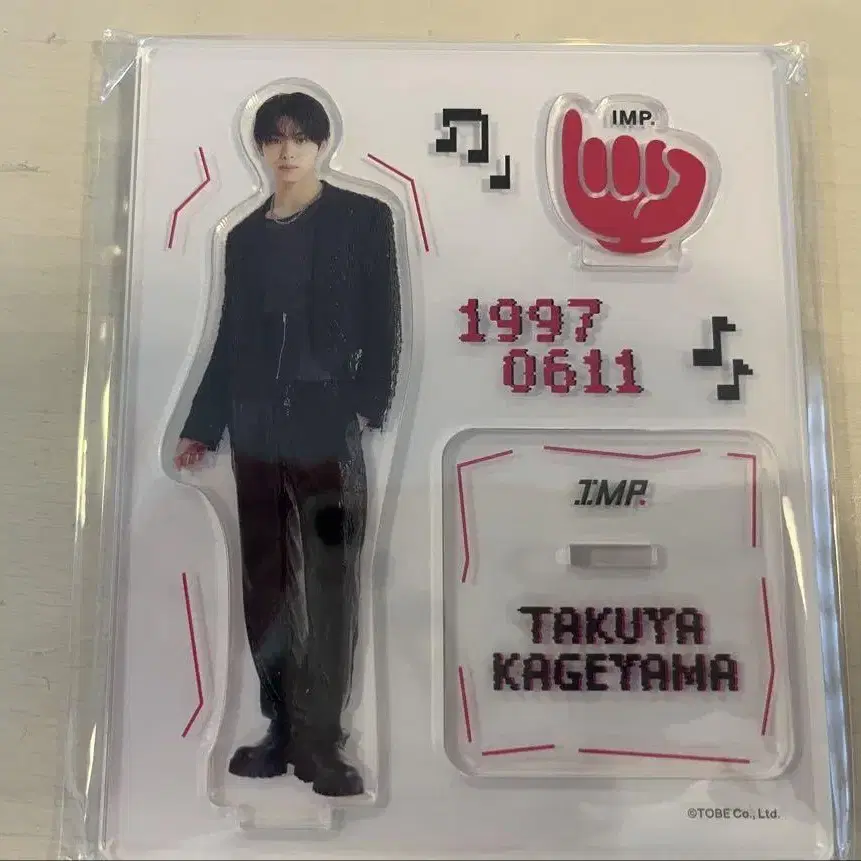 IMP.
1997
0611
IMP.
TAKUYA
KAGEYAMA
©TOBE Co., Ltd.